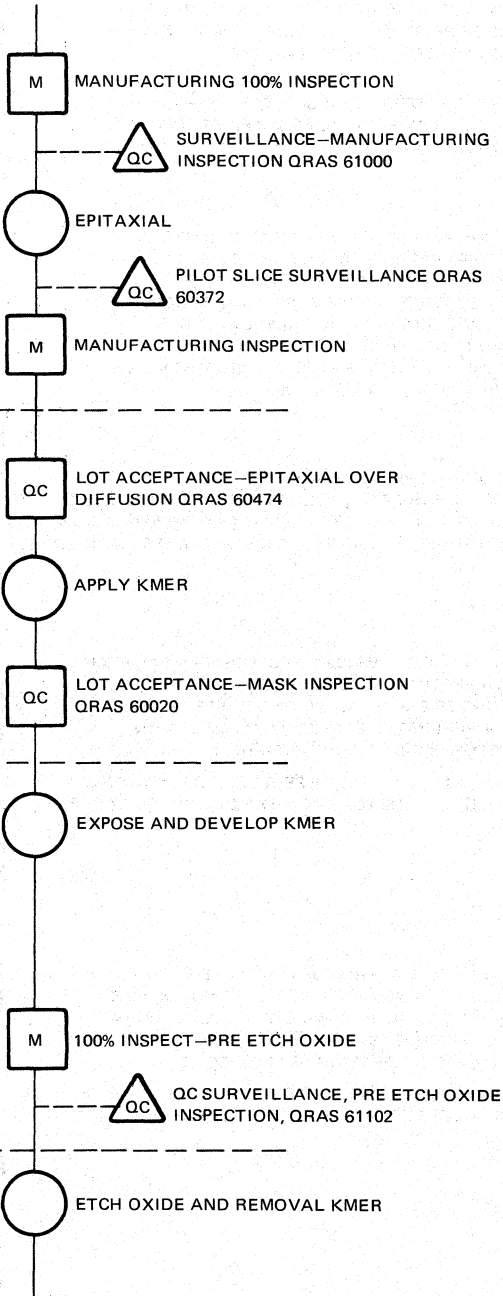 M MANUFACTURING 100% INSPECTION
QC SURVEILLANCE—MANUFACTURING
INSPECTION QRAS 61000
EPITAXIAL
QC PILOT SLICE SURVEILLANCE QRAS
60372
M MANUFACTURING INSPECTION
QC LOT ACCEPTANCE—EPITAXIAL OVER
DIFFUSION QRAS 60474
APPLY KMER
QC LOT ACCEPTANCE—MASK INSPECTION
QRAS 60020
EXPOSE AND DEVELOP KMER
M 100% INSPECT—PRE ETCH OXIDE
QC QC SURVEILLANCE, PRE ETCH OXIDE
INSPECTION, QRAS 61102
ETCH OXIDE AND REMOVAL KMER